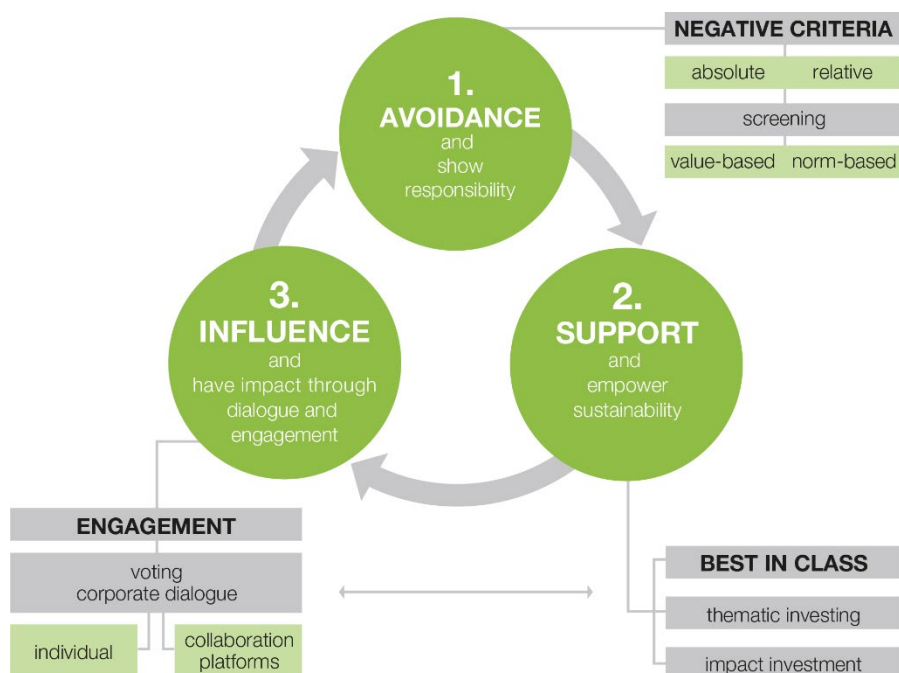 1.
AVOIDANCE
and
show
responsibility
NEGATIVE CRITERIA
absolute relative
screening
value-based norm-based
2.
SUPPORT
and
empower
sustainability
BEST IN CLASS
thematic investing
impact investment
3.
INFLUENCE
and
have impact through
dialogue and
engagement
ENGAGEMENT
voting
corporate dialogue
individual
collaboration
platforms